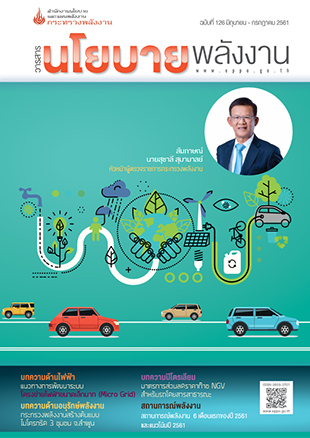 สำนักงานนโยบาย
และแผนพลังงาน
กระทรวงพลังงาน
ฉบับที่ 126 มิถุนายน - กรกฎาคม 2561
วารสาร
นโยบายพลังงาน
www.eppo.go.th
สัมภาษณ์
นายสุชาลี สุมามาลย์
หัวหน้าผู้ตรวจราชการกระทรวงพลังงาน
บทความด้านไฟฟ้า
แนวทางการพัฒนาระบบ
โครงข่ายไฟฟ้าขนาดเล็กมาก (Micro Grid)
บทความด้านอนุรักษ์พลังงาน
กระทรวงพลังงานสร้างต้นแบบ
ไมโครกริด 3 ชุมชน จ.ลำพูน
บทความปิโตรเลียม
มาตรการช่วยลดราคาก๊าซ NGV
สำหรับรถโดยสารสาธารณะ
สถานการณ์พลังงาน
สถานการณ์พลังงาน 6 เดือนแรกของปี 2561
และแนวโน้มปี 2561
www.eppo.go.th